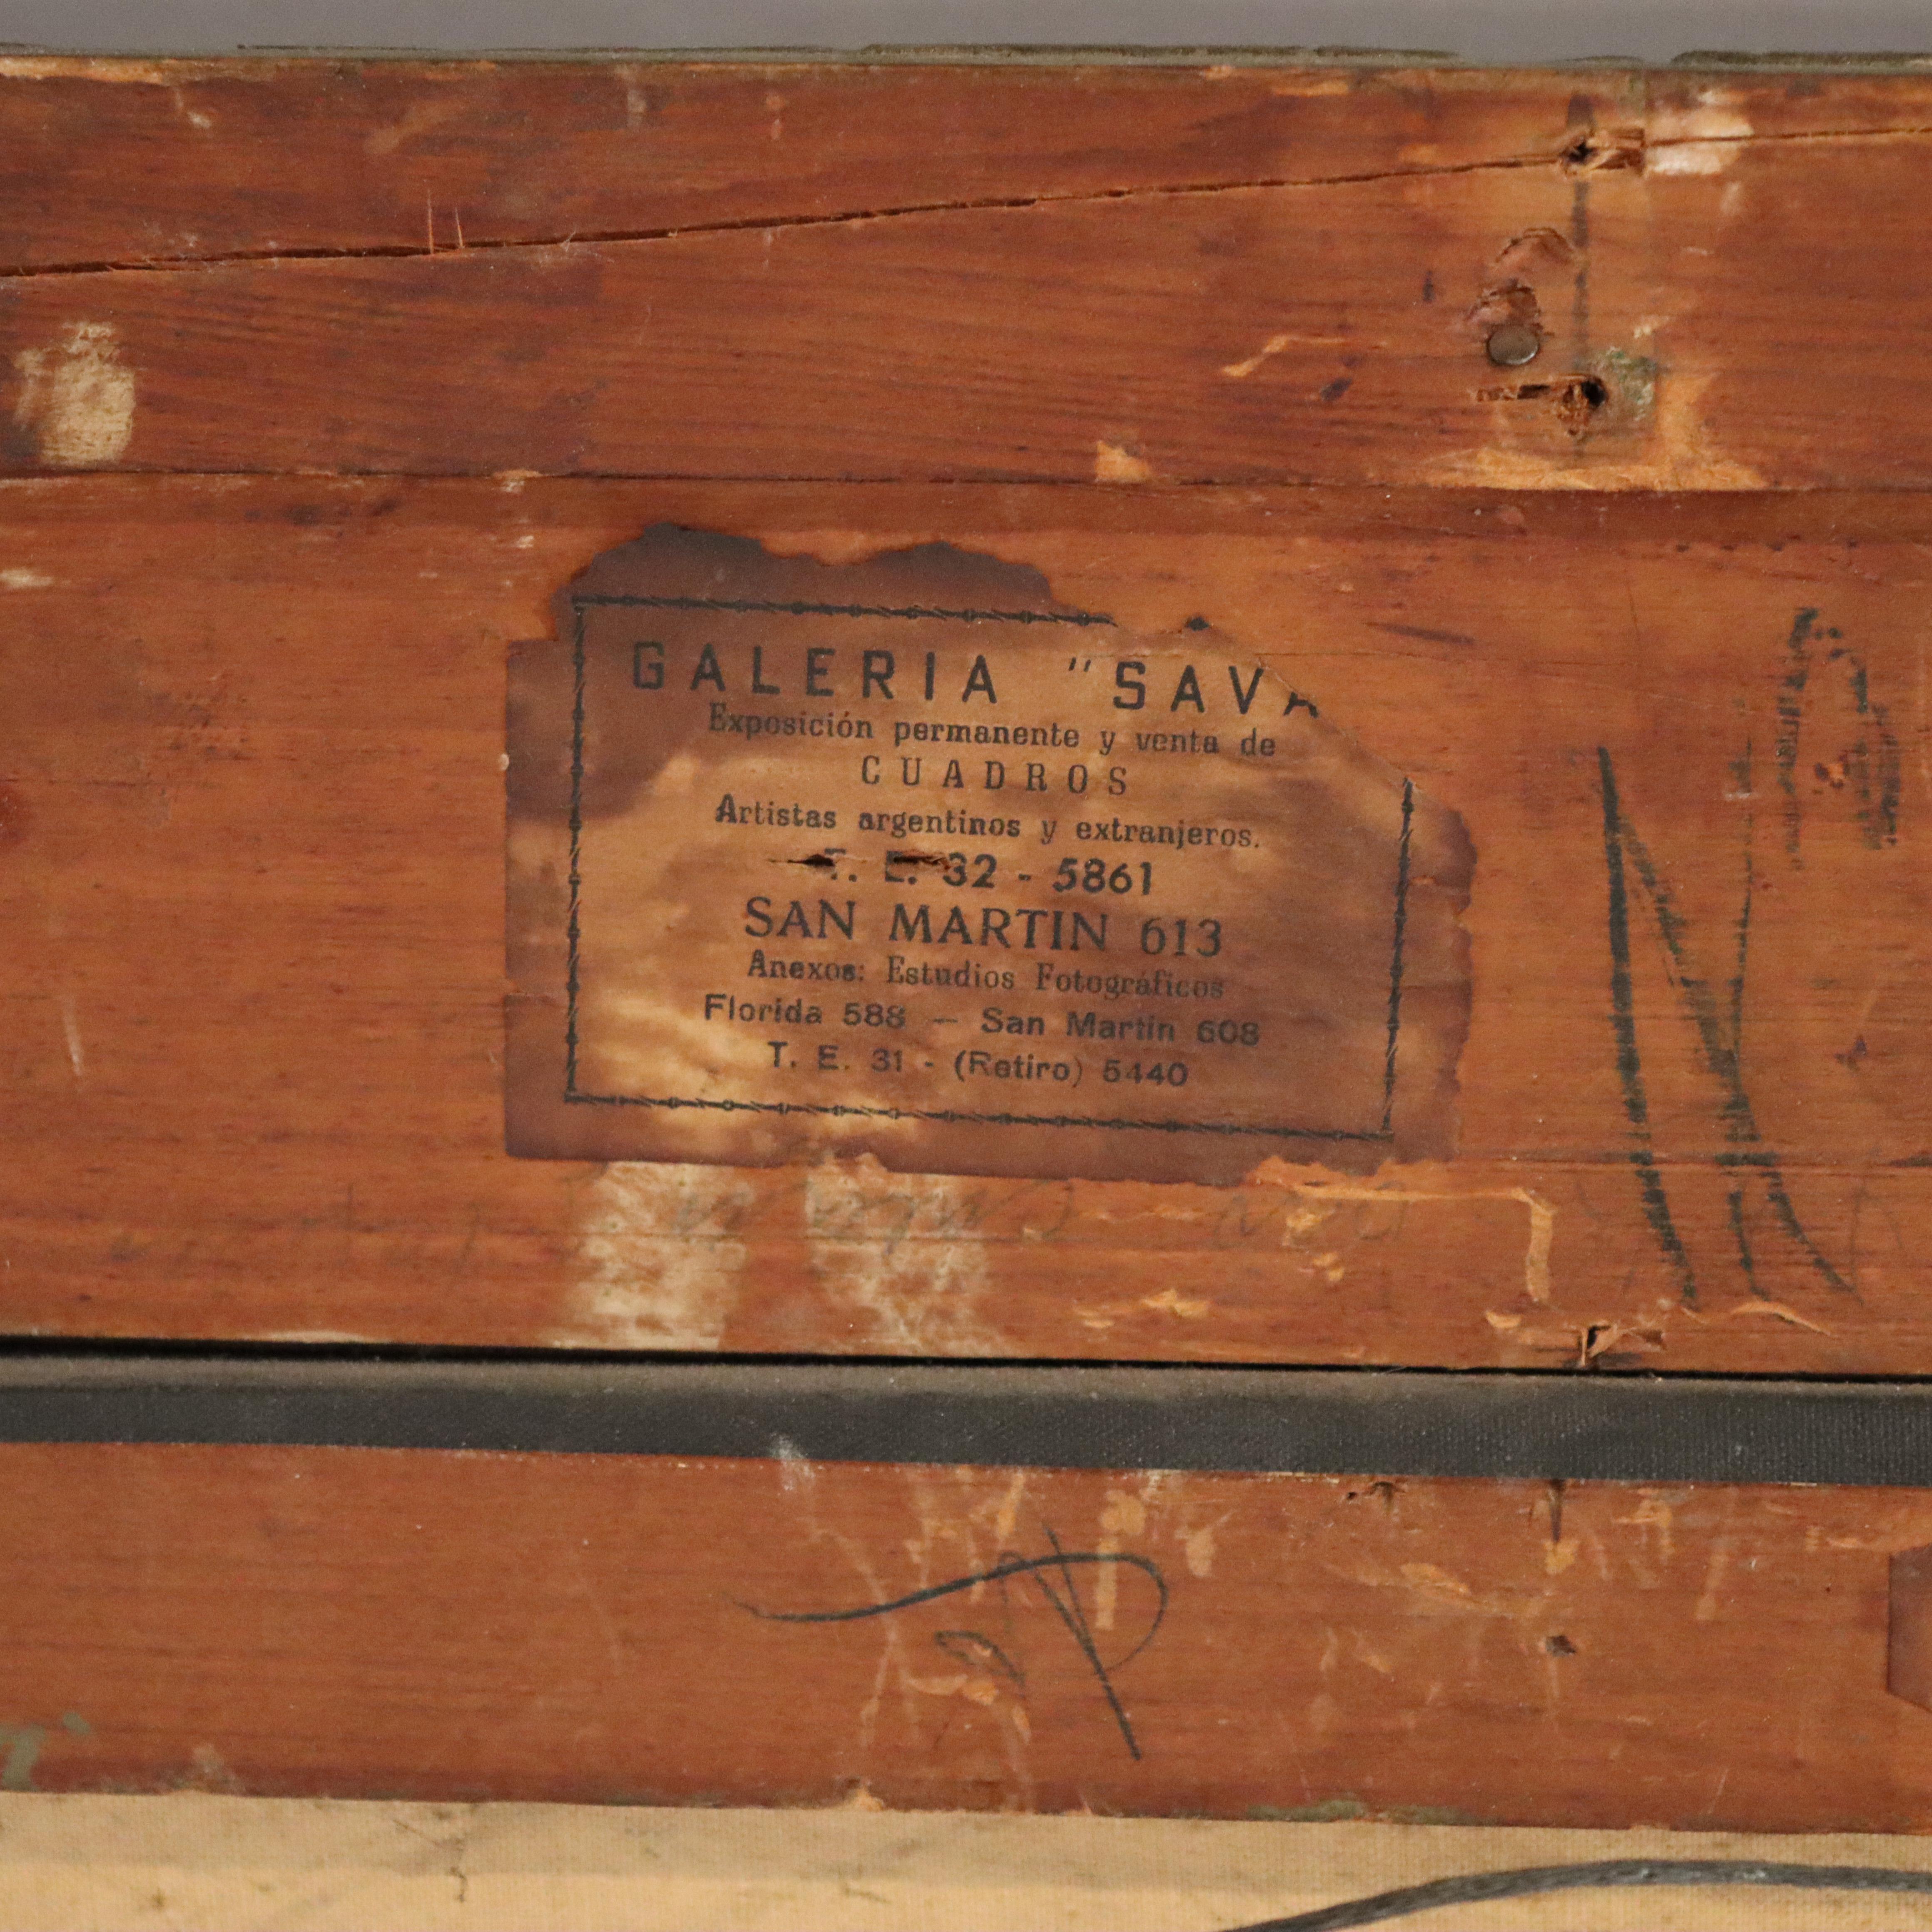 GALERIA "SAVA
Exposición permanente y venta de
CUADROS
Artistas argentinos y extranjeros.
T. E. 32 - 5861
SAN MARTIN 613
Anexos: Estudios Fotográficos
Florida 588 — San Martín 608
T. E. 31 - (Retiro) 5440